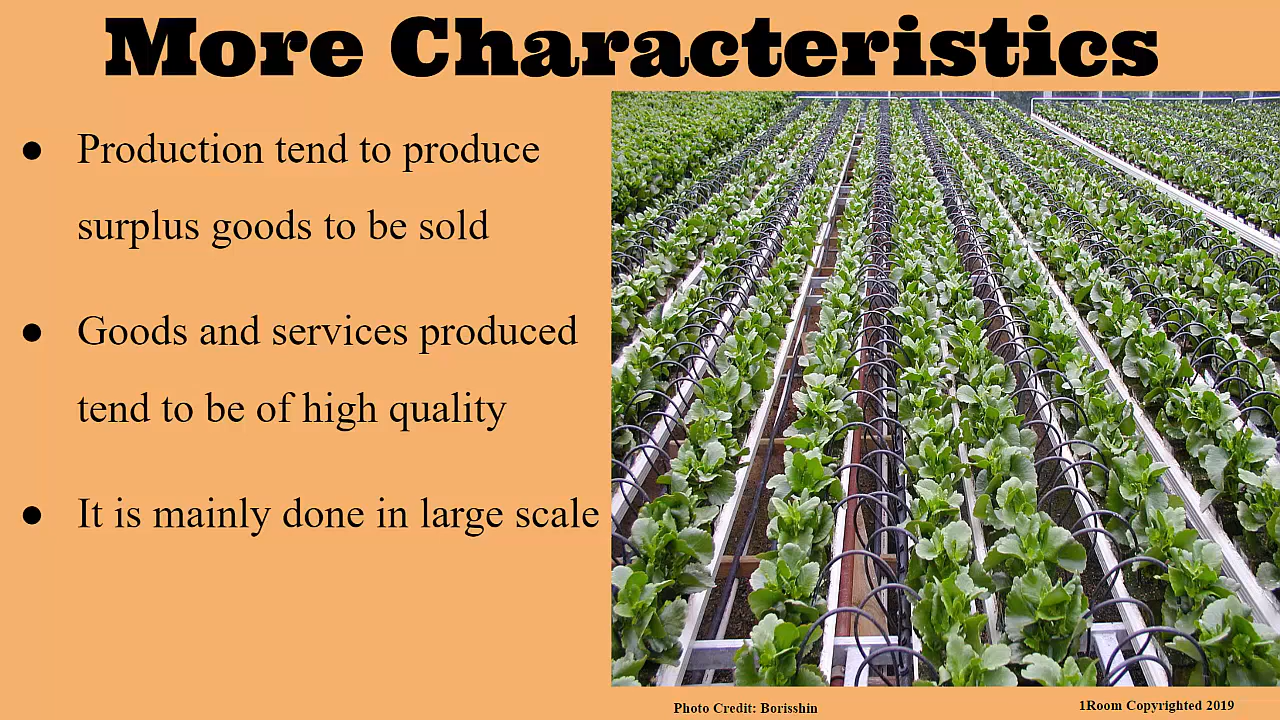 More Characteristics
● Production tend to produce
surplus goods to be sold
● Goods and services produced
tend to be of high quality
● It is mainly done in large scale
Photo Credit: Borisshin
1Room Copyrighted 2019